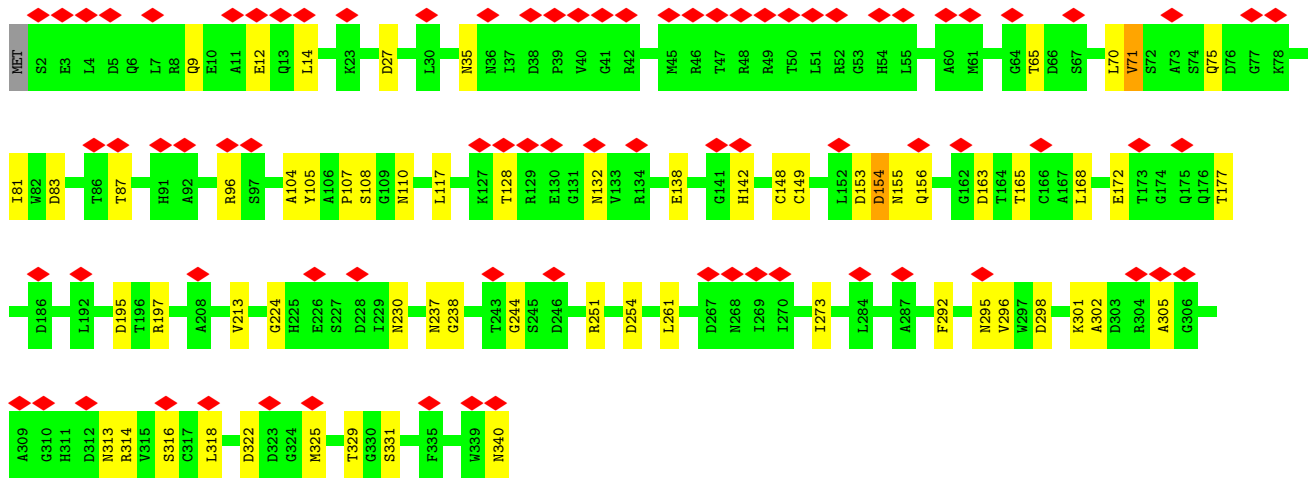 MET S2 E3 L4 D5 Q6 L7 R8 Q9 E10 A11 E12 Q13 L14 K23 D27 L30 N35 N36 I37 D38 P39 V40 G41 R42 M45 R46 T47 R48 R49 T50 L51 R52 G53 H54 L55 A60 M61 G64 T65 D66 S67 L70 V71 S72 A73 S74 Q75 D76 G77 K78
I81 W82 D83 T86 T87 H91 A92 R96 S97 A104 Y105 A106 P107 S108 G109 N110 L117 K127 T128 R129 E130 G131 N132 V133 R134 E138 G141 H142 C148 C149 L152 D153 D154 N155 Q156 G162 D163 T164 T165 C166 A167 L168 E172 T173 G174 Q175 Q176 T177
D186 L192 D195 T196 R197 A208 V213 G224 H225 E226 S227 D228 I229 N230 N237 G238 T243 G244 S245 D246 R251 D254 L261 D267 N268 I269 I270 I273 L284 A287 F292 N295 V296 W297 D298 K301 A302 D303 R304 A305 G306
A309 G310 H311 D312 N313 R314 V315 S316 C317 L318 D322 D323 G324 M325 T329 G330 S331 F335 W339 N340